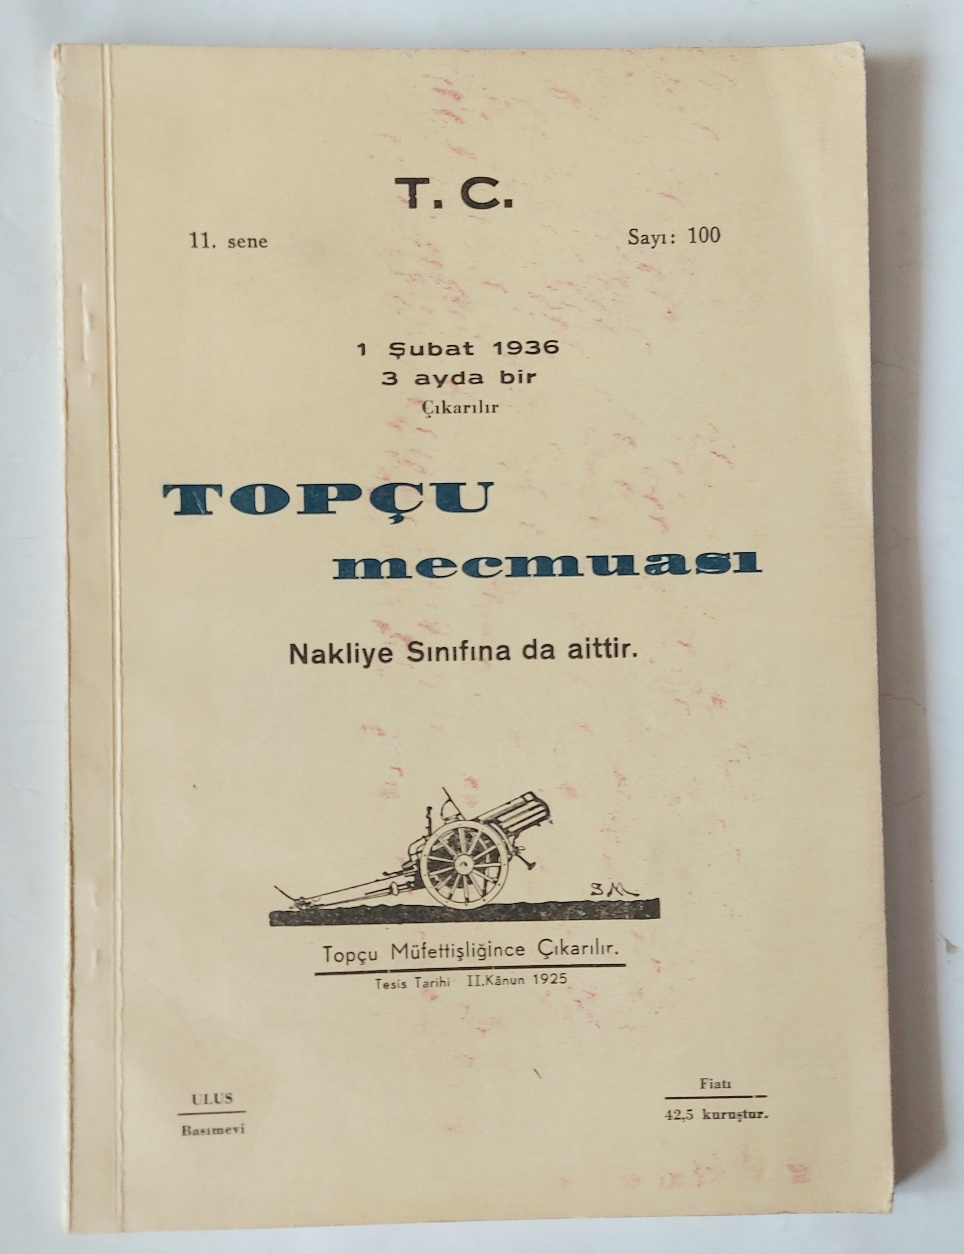 T. C.
11. sene
Sayı: 100
1 Şubat 1936
3 ayda bir
Çıkarılır
TOPÇU
mecmuası
Nakliye Sınıfına da aittir.
SM
Topçu Müfettişliğince Çıkarılır.
Tesis Tarihi II.Kânun 1925
ULUS
Basımevi
Fiatı
42,5 kuruştur.